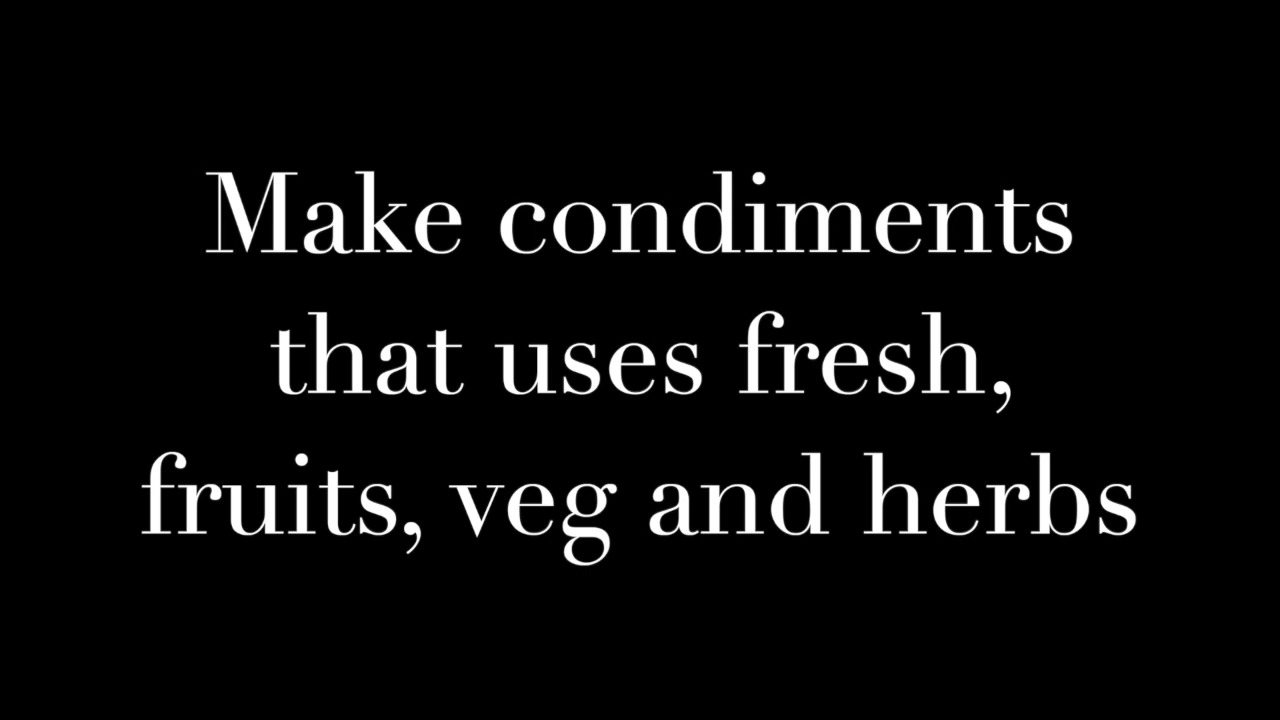 Make condiments
that uses fresh,
fruits, veg and herbs